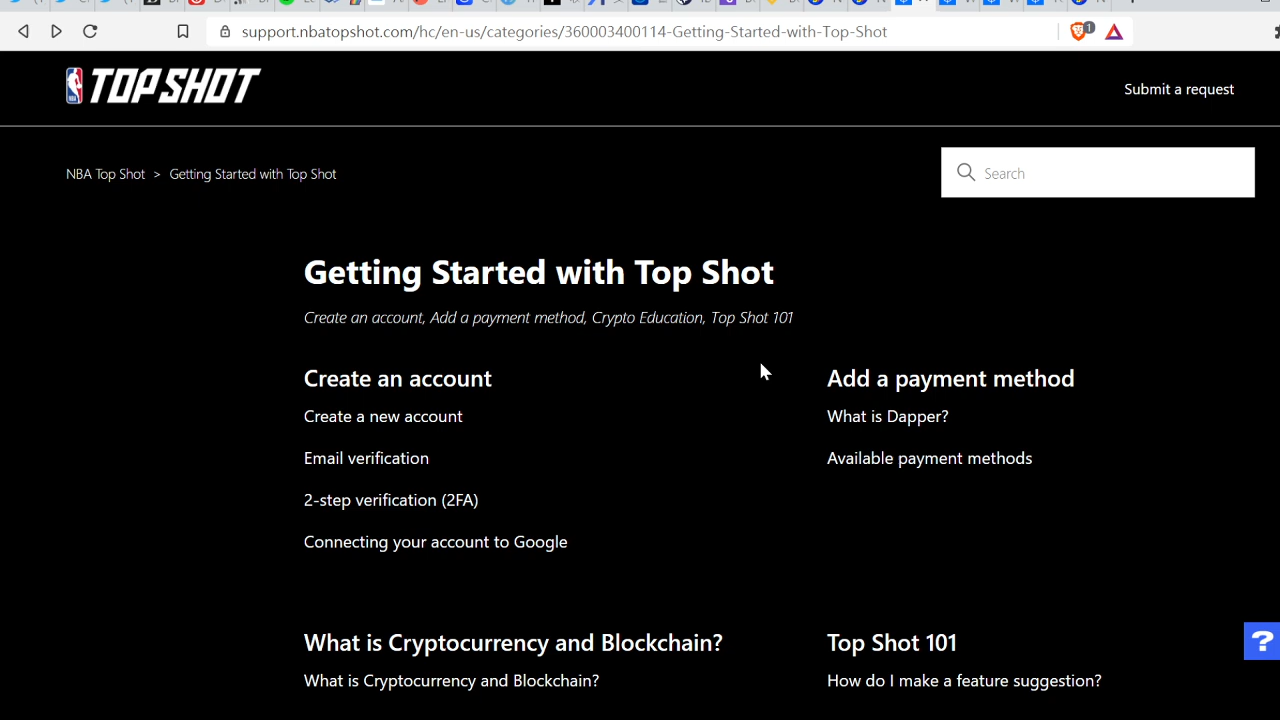 support.nbatopshot.com/hc/en-us/categories/360003400114-Getting-Started-with-Top-Shot
1
NBA
TOP SHOT
Submit a request
NBA Top Shot > Getting Started with Top Shot
Search
Getting Started with Top Shot
Create an account, Add a payment method, Crypto Education, Top Shot 101
Create an account
Create a new account
Email verification
2-step verification (2FA)
Connecting your account to Google
Add a payment method
What is Dapper?
Available payment methods
What is Cryptocurrency and Blockchain?
What is Cryptocurrency and Blockchain?
Top Shot 101
How do I make a feature suggestion?
?